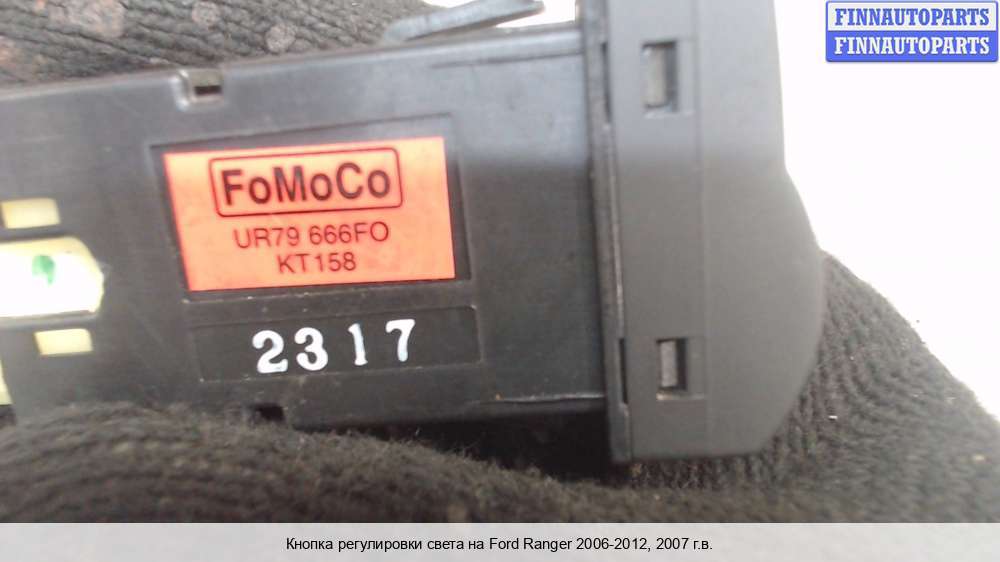 FINNAUTOPARTS
FINNAUTOPARTS
FoMoCo
UR79 666FO
KT158
2317
Кнопка регулировки света на Ford Ranger 2006-2012, 2007 г.в.